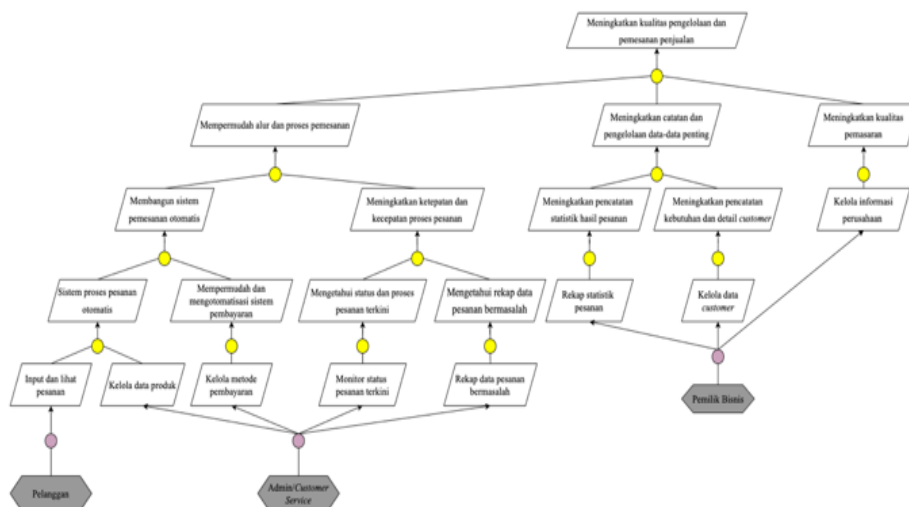 Meningkatkan kualitas pengelolaan dan
pemesanan penjualan
Mempermudah alur dan proses pemesanan
Meningkatkan catatan dan
pengelolaan data-data penting
Meningkatkan kualitas
pemasaran
Membangun sistem
pemesanan otomatis
Meningkatkan ketepatan dan
kecepatan proses pesanan
Meningkatkan pencatatan
statistik hasil pesanan
Meningkatkan pencatatan
kebutuhan dan detail customer
Kelola informasi
perusahaan
Sistem proses pesanan
otomatis
Mempermudah dan
mengotomatisasi sistem
pembayaran
Mengetahui status dan proses
pesanan terkini
Mengetahui rekap data
pesanan bermasalah
Rekap statistik
pesanan
Kelola data
customer
Input dan lihat
pesanan
Kelola data produk
Kelola metode
pembayaran
Monitor status
pesanan terkini
Rekap data pesanan
bermasalah
Pemilik Bisnis
Pelanggan
Admin/Customer
Service